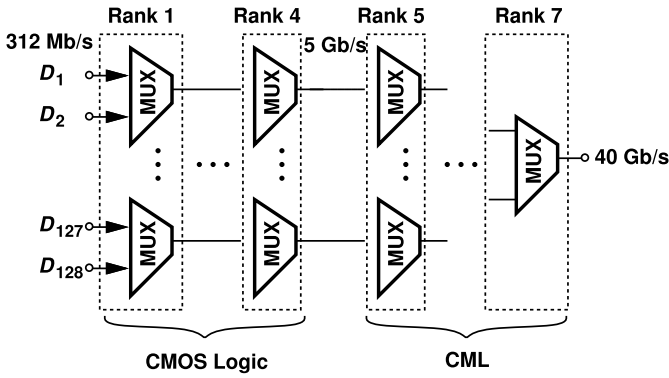 Rank 1 Rank 4 Rank 5 Rank 7
312 Mb/s 5 Gb/s
D1
D2
MUX MUX MUX
MUX
40 Gb/s
D127
D128
MUX MUX MUX
CMOS Logic CML